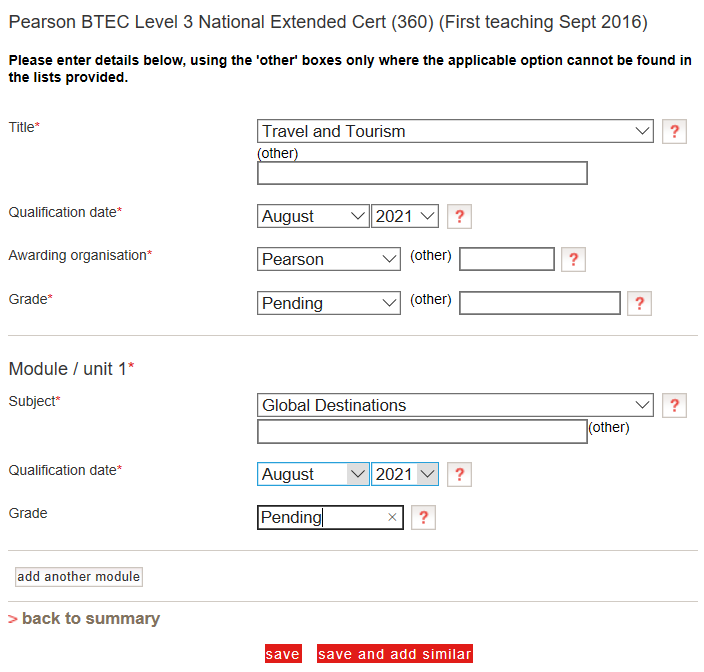 Pearson BTEC Level 3 National Extended Cert (360) (First teaching Sept 2016)
Please enter details below, using the 'other' boxes only where the applicable option cannot be found in
the lists provided.
Title* Travel and Tourism ?
(other)
Qualification date* August 2021 ?
Awarding organisation* Pearson (other) ?
Grade* Pending (other) ?
Module / unit 1*
Subject* Global Destinations ?
(other)
Qualification date* August 2021 ?
Grade Pending × ?
add another module
> back to summary
save save and add similar